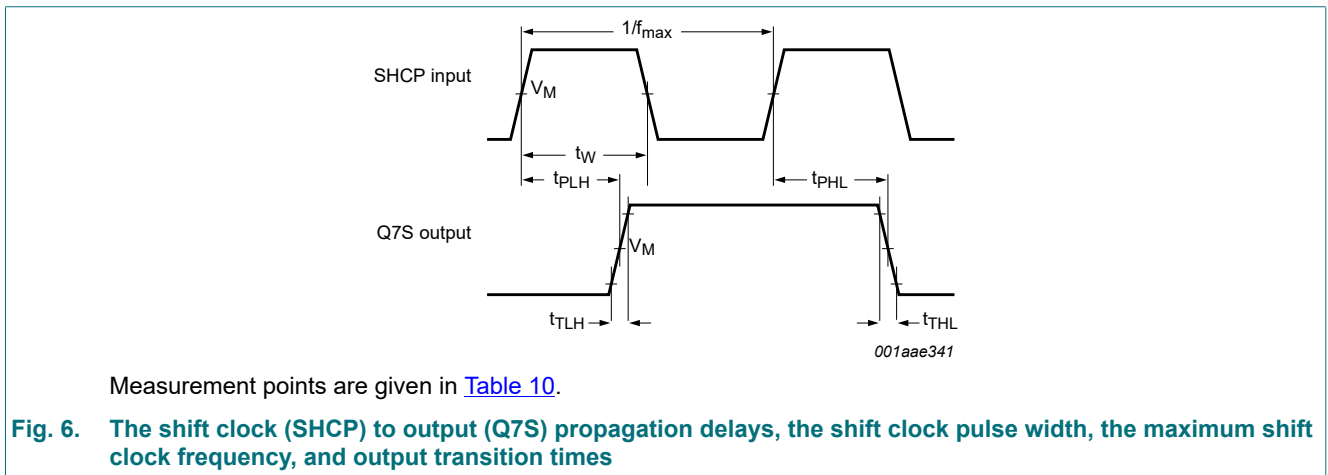 1/fmax
SHCP input
VM
tW
tPLH
tPHL
Q7S output
VM
tTLH
tTHL
001aae341
Measurement points are given in Table 10.
Fig. 6. The shift clock (SHCP) to output (Q7S) propagation delays, the shift clock pulse width, the maximum shift
clock frequency, and output transition times